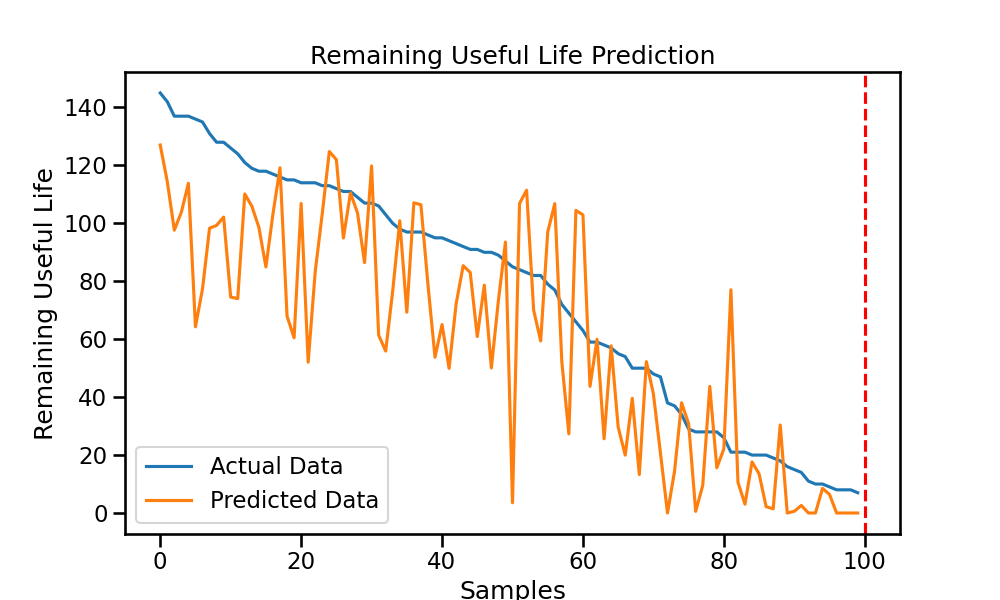 Remaining Useful Life Prediction
Remaining Useful Life
140
120
100
80
60
40
20
0
Actual Data
Predicted Data
0 20 40 60 80 100
Samples